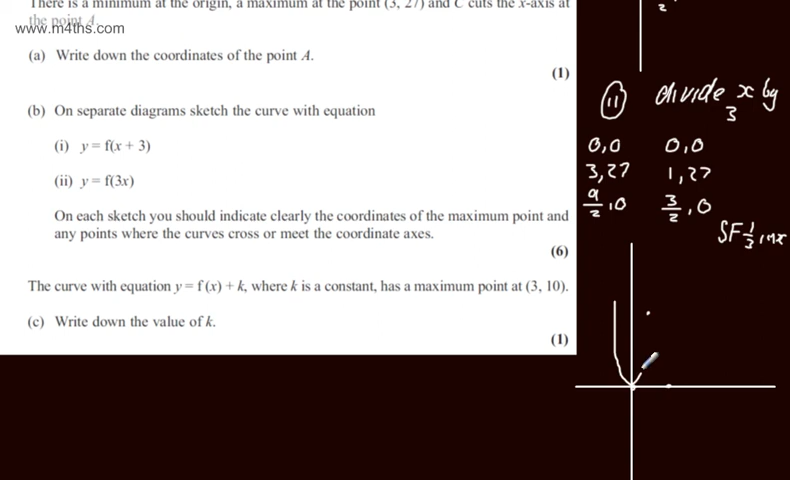 There is a minimum at the origin, a maximum at the point (3, 27) and C cuts the x-axis at
the point A.
www.m4ths.com
(a) Write down the coordinates of the point A.
(1)
(b) On separate diagrams sketch the curve with equation
(i) y = f(x + 3)
(ii) y = f(3x)
On each sketch you should indicate clearly the coordinates of the maximum point and
any points where the curves cross or meet the coordinate axes.
(6)
The curve with equation y = f(x) + k, where k is a constant, has a maximum point at (3, 10).
(c) Write down the value of k.
(1)
2
(ii) divide x by
3
0,0 0,0
3,27 1,27
9/2,0 3/2,0
SF 1/3 in x